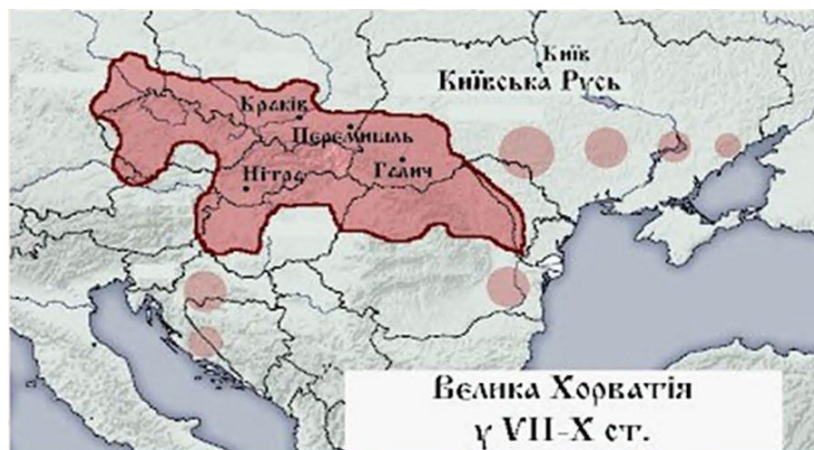 Київ
Київська Русь
Краків
Перемишль
Галич
Нітра
Велика Хорватія
у VII-X ст.